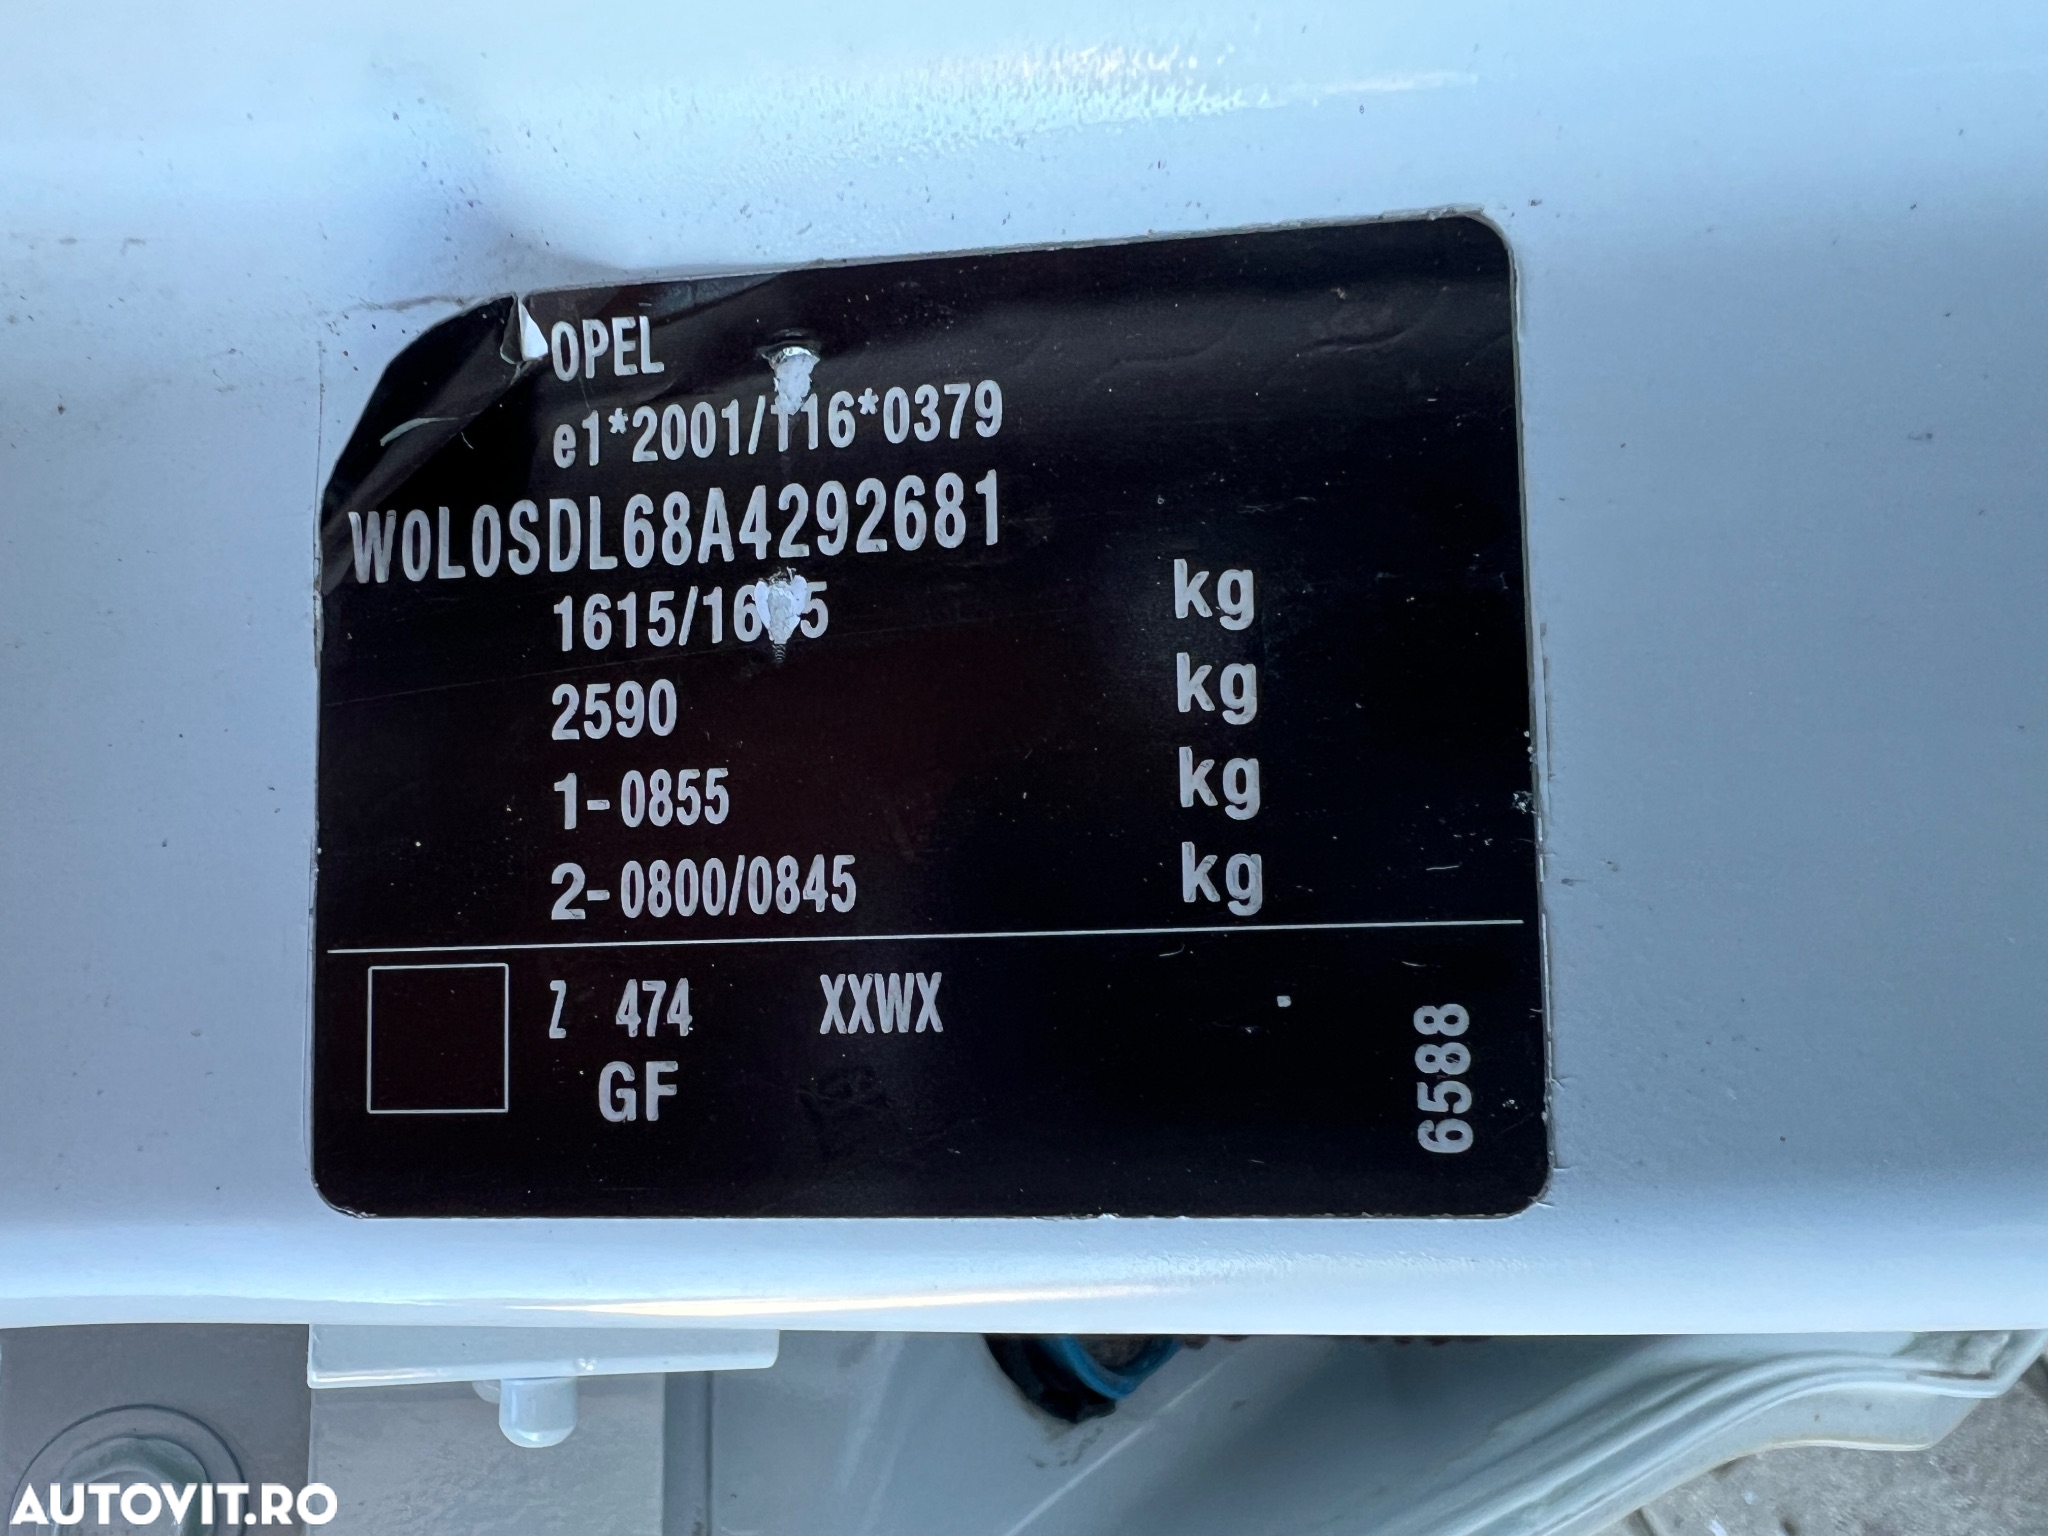 OPEL
e1*2001/116*0379
W0L0SDL68A4292681
kg
2590 kg
1-0855 kg
2-0800/0845 kg
Z 474 XXWX
GF
6588
AUTOVIT.RO